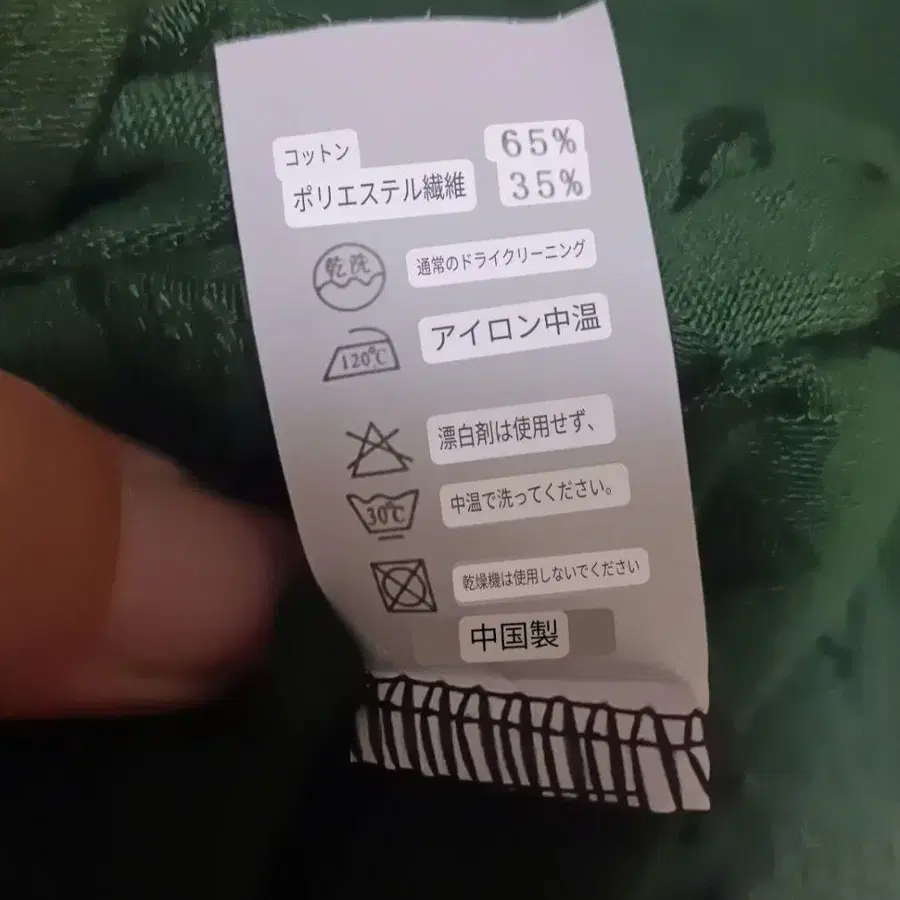 コットン 65%
ポリエステル繊維 35%
乾洗 通常のドライクリーニング
120℃ アイロン中温
漂白剤は使用せず、
30℃ 中温で洗ってください。
乾燥機は使用しないでください
中国製